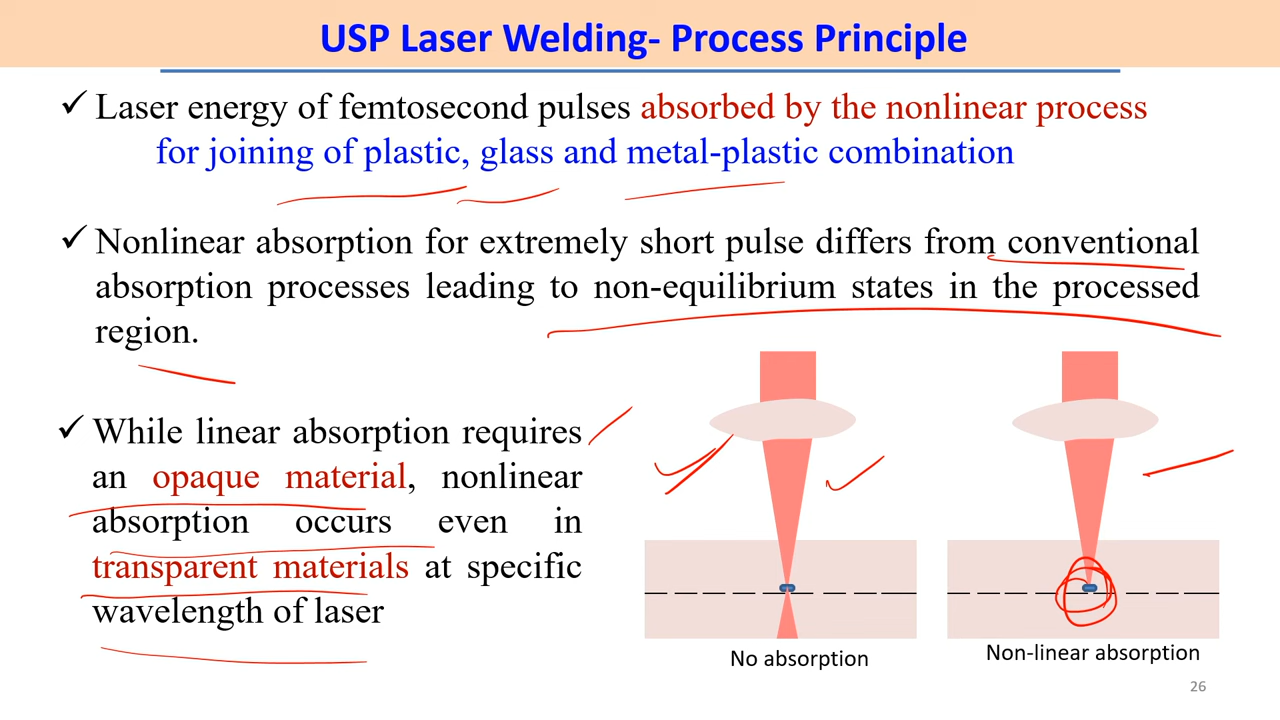 USP Laser Welding- Process Principle
✓ Laser energy of femtosecond pulses absorbed by the nonlinear process
for joining of plastic, glass and metal-plastic combination
✓ Nonlinear absorption for extremely short pulse differs from conventional
absorption processes leading to non-equilibrium states in the processed
region.
✓ While linear absorption requires
an opaque material, nonlinear
absorption occurs even in
transparent materials at specific
wavelength of laser
No absorption
Non-linear absorption
26